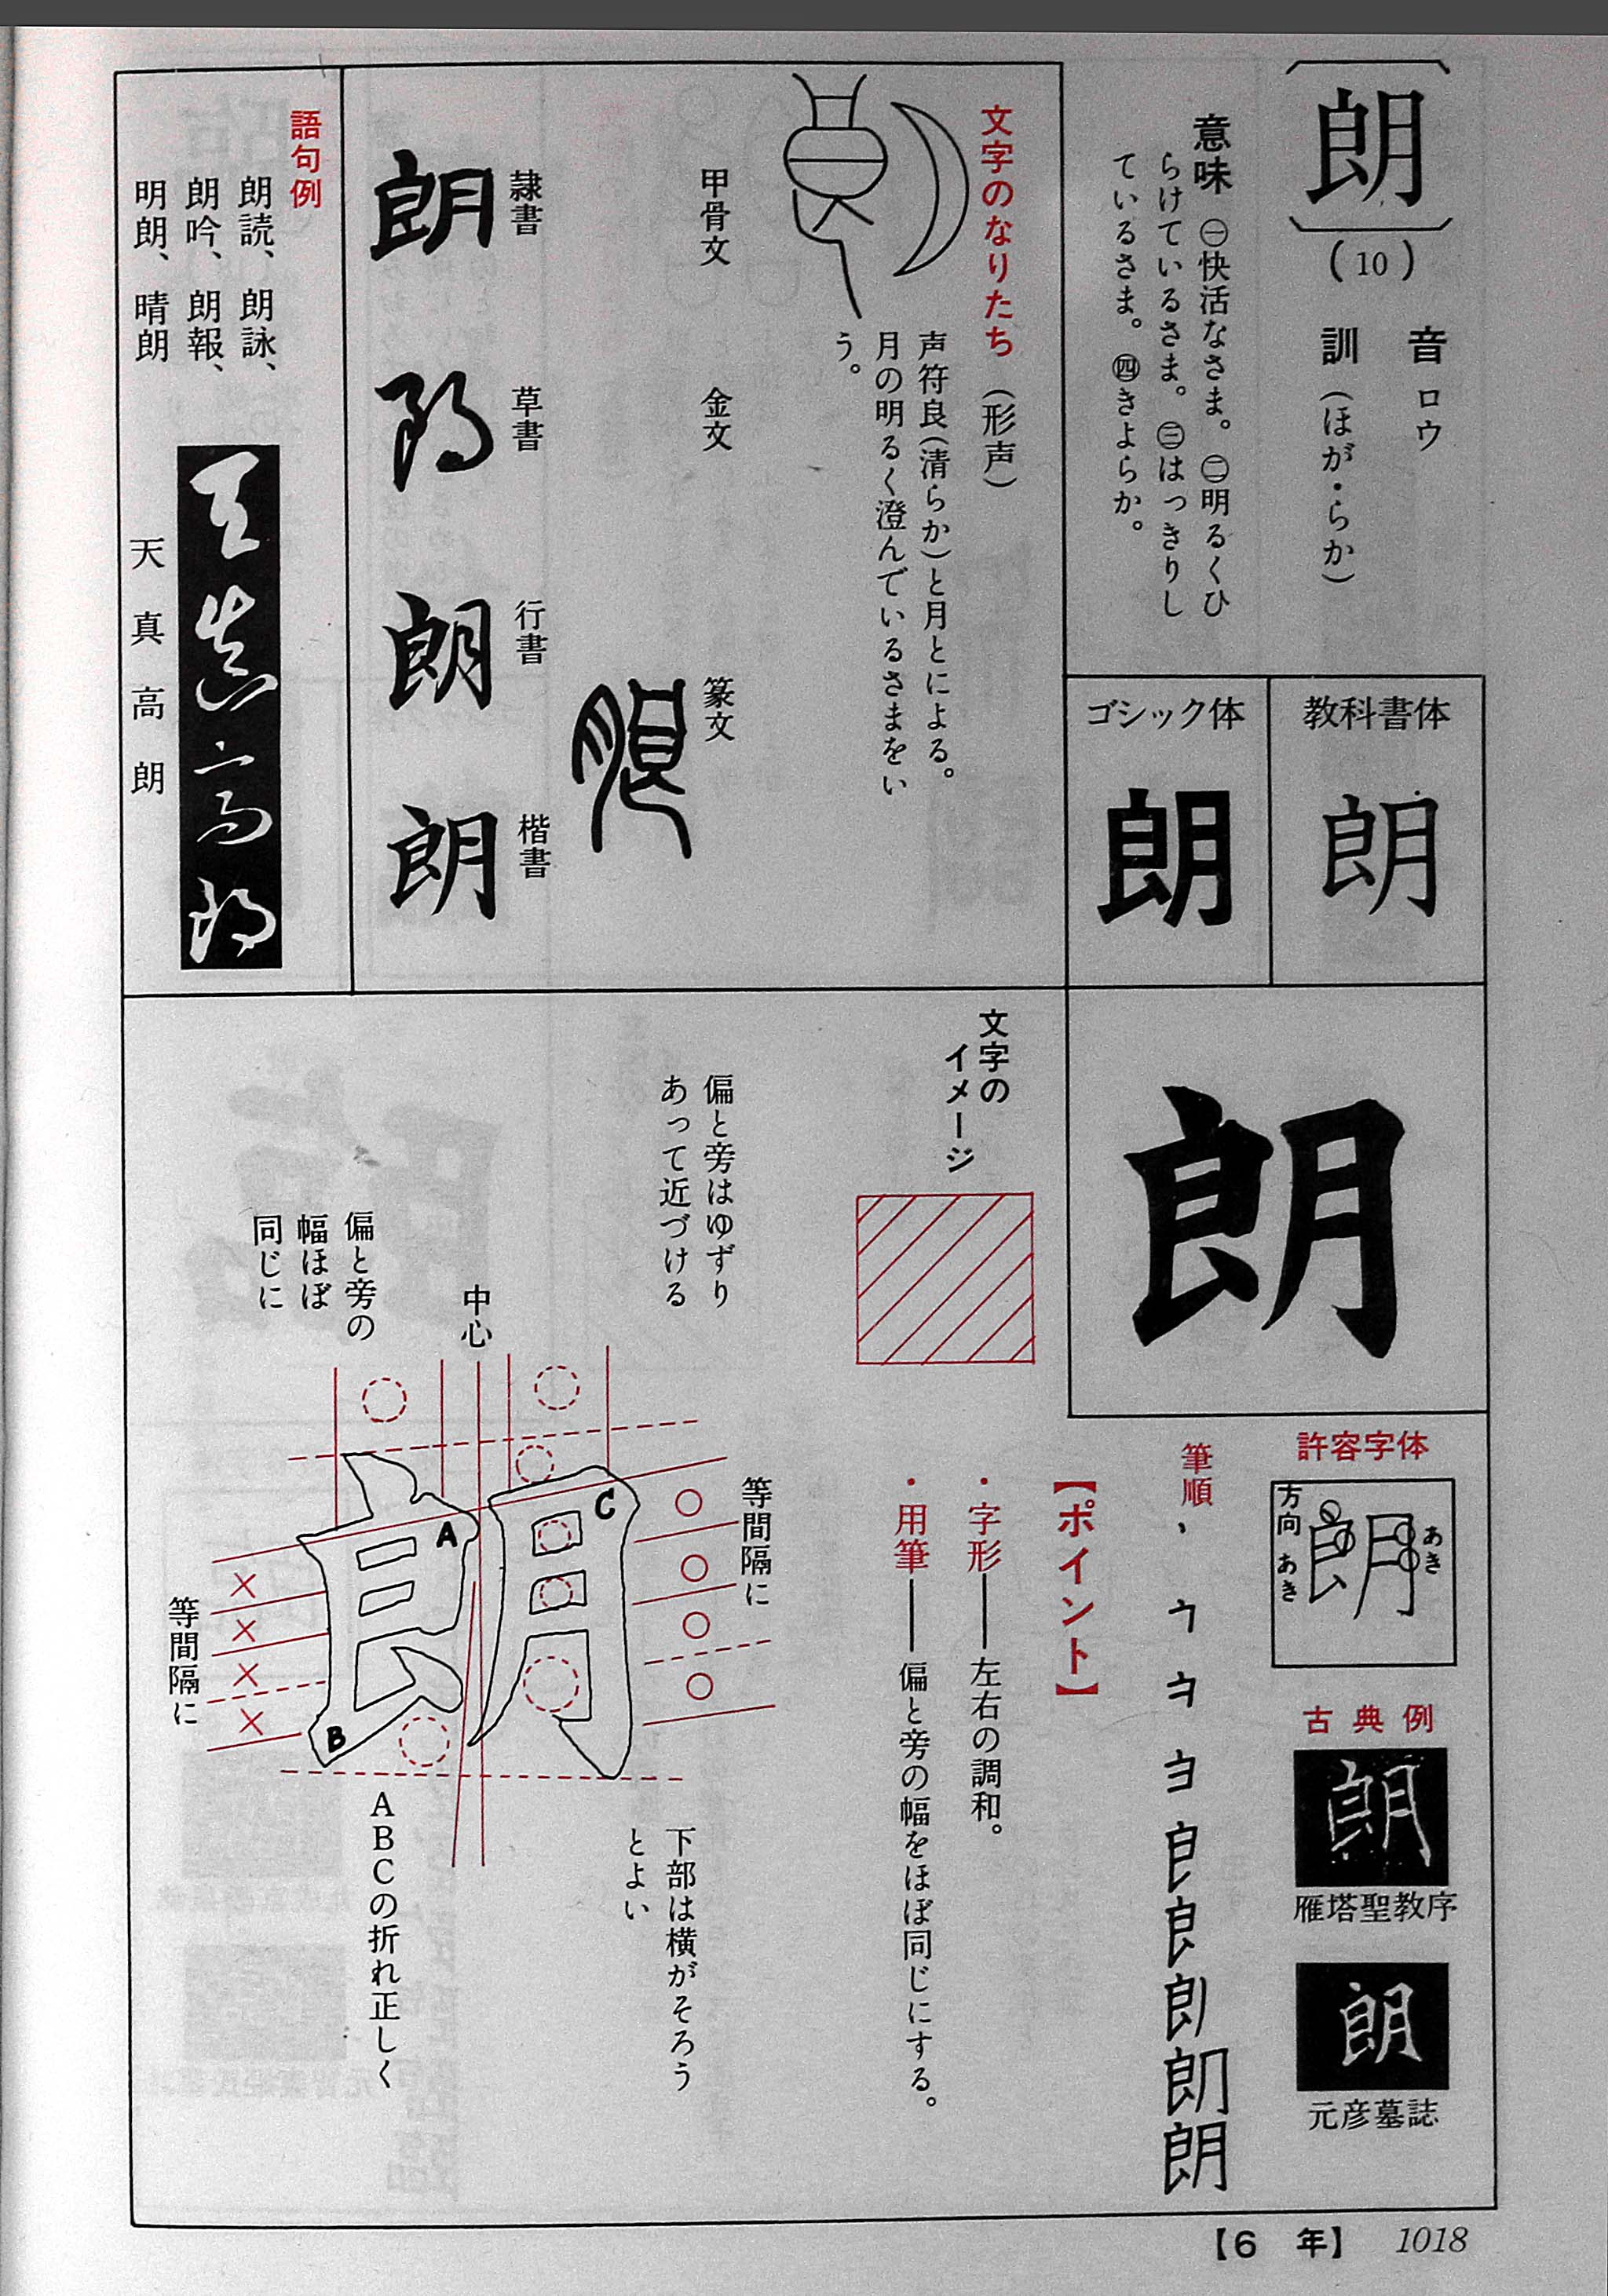 朗
(10)
音 ロウ
訓 (ほが・らか)
意味 ㊀快活なさま。㊁明るくひ
らけているさま。㊂はっきりし
ているさま。㊃きよらか。
教科書体
朗
ゴシック体
朗
文字のなりたち (形声)
声符良(清らか)と月とによる。
月の明るく澄んでいるさまをい
う。
甲骨文
金文
篆文
隷書
朗
草書
朗
行書
朗
楷書
朗
語句例
朗読、朗詠、
朗吟、朗報、
明朗、晴朗
天真高朗
天真高朗
朗
許容字体
方向 あき
あき
朗
古典例
朗
雁塔聖教序
朗
元彦墓誌
筆順
朗
【ポイント】
・字形──左右の調和。
・用筆──偏と旁の幅をほぼ同じにする。
文字の
イメージ
偏と旁はゆずり
あって近づける
中心
偏と旁の
幅ほぼ
同じに
等間隔に
等間隔に
A
B
C
下部は横がそろう
とよい
ABCの折れ正しく
【6 年】 1018